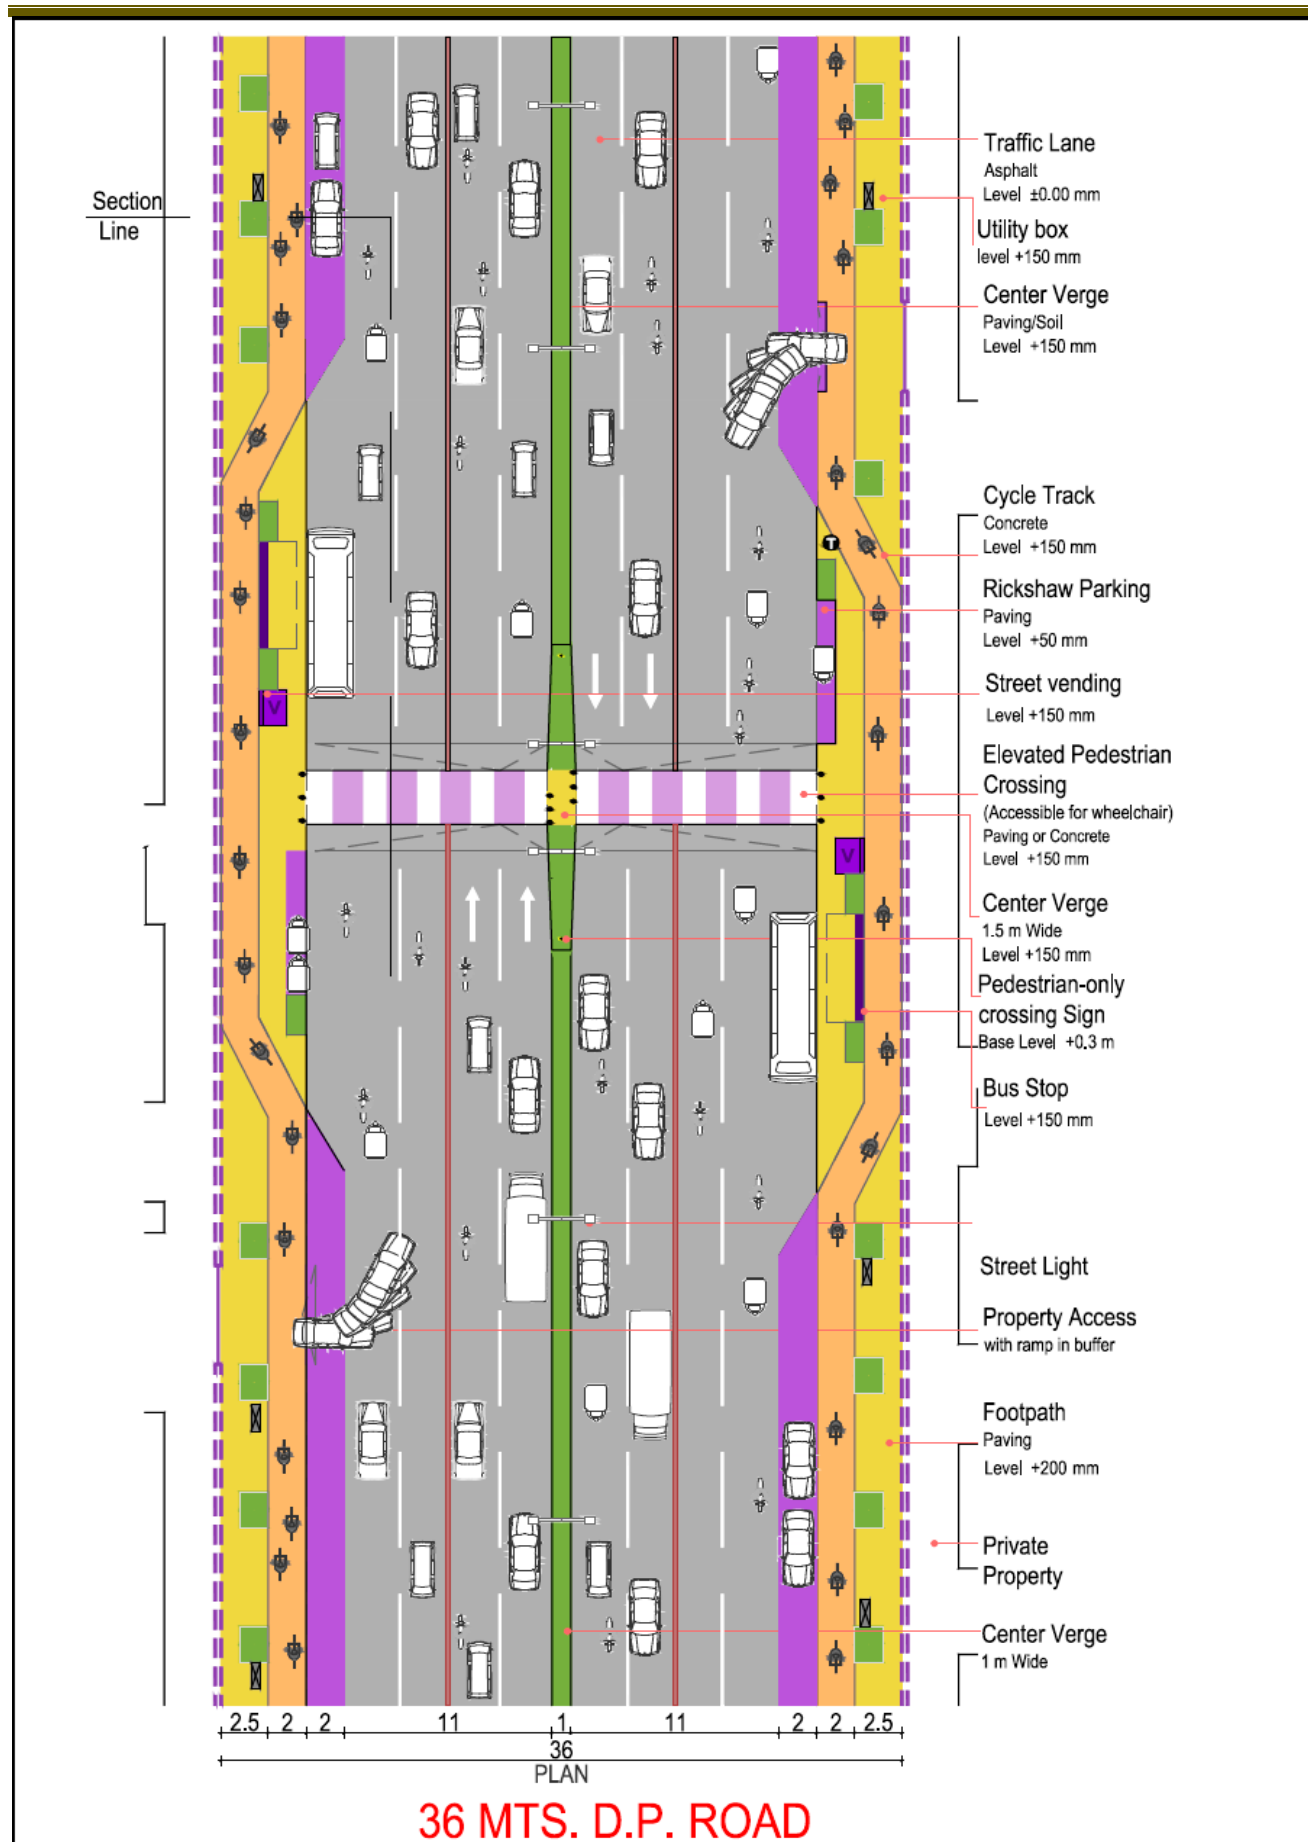 Section
Line
Traffic Lane
Asphalt
Level ±0.00 mm
Utility box
level +150 mm
Center Verge
Paving/Soil
Level +150 mm
Cycle Track
Concrete
Level +150 mm
T
Rickshaw Parking
Paving
Level +50 mm
Street vending
Level +150 mm
V
Elevated Pedestrian
Crossing
(Accessible for wheelchair)
Paving or Concrete
Level +150 mm
V
Center Verge
1.5 m Wide
Level +150 mm
Pedestrian-only
crossing Sign
Base Level +0.3 m
Bus Stop
Level +150 mm
Street Light
Property Access
with ramp in buffer
Footpath
Paving
Level +200 mm
Private
Property
Center Verge
1 m Wide
2.5 2 2 11 1 11 2 2 2.5
36
PLAN
36 MTS. D.P. ROAD